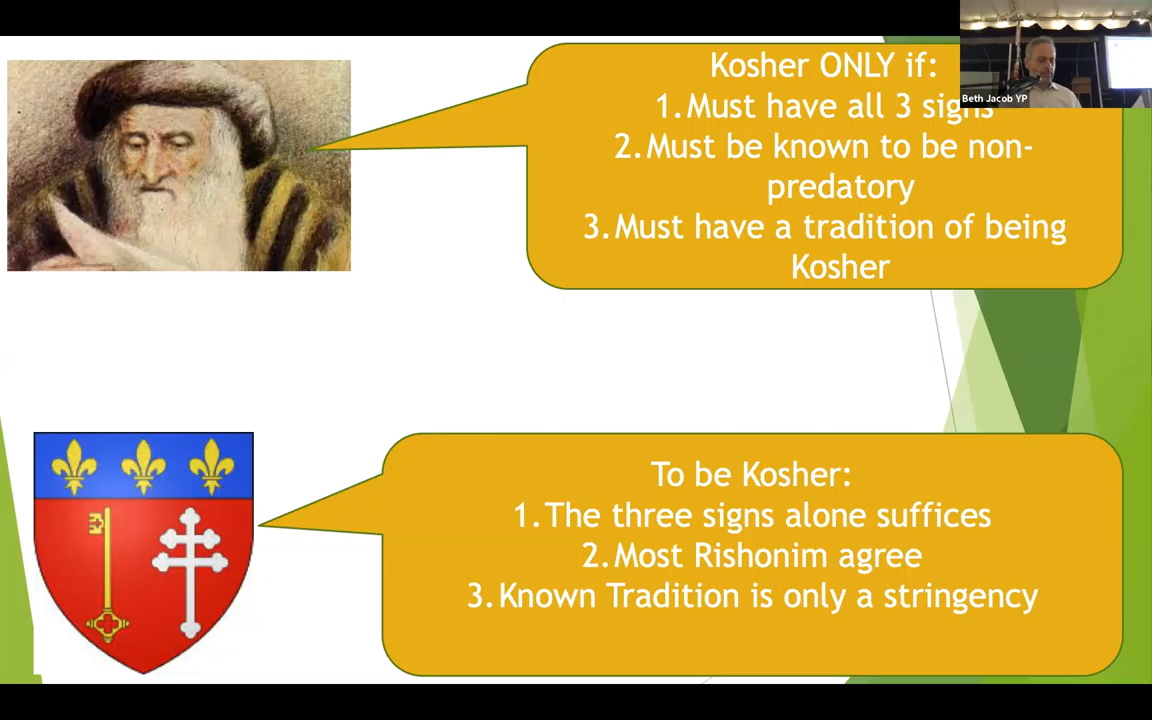 Kosher ONLY if:
1. Must have all 3 signs
2. Must be known to be non-
predatory
3. Must have a tradition of being
Kosher
Beth Jacob YP
To be Kosher:
1. The three signs alone suffices
2. Most Rishonim agree
3. Known Tradition is only a stringency